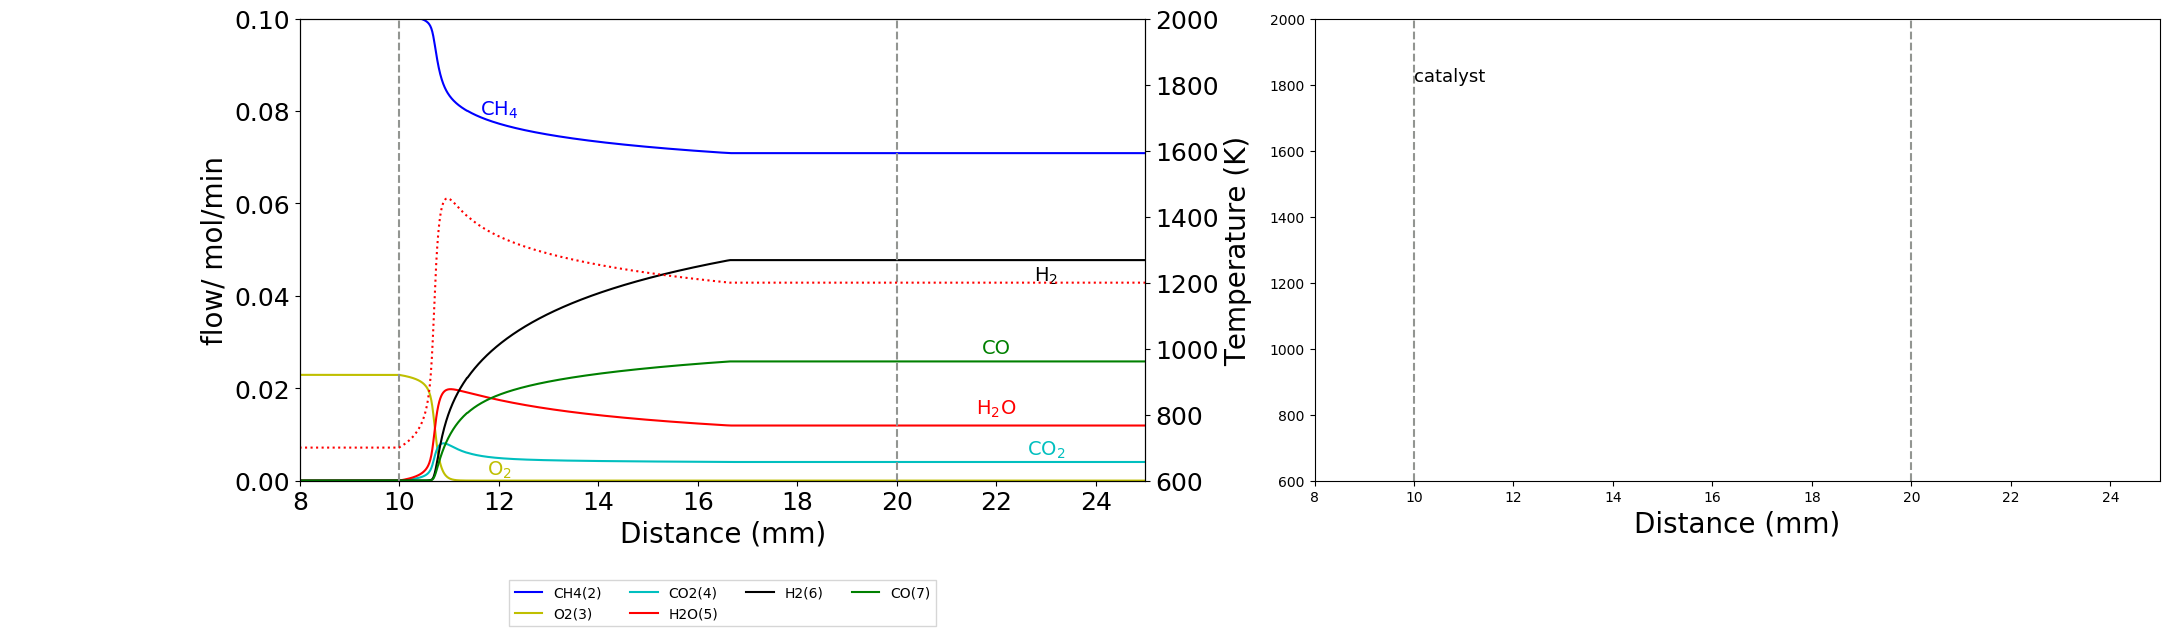 flow/ mol/min
0.10
0.08
0.06
0.04
0.02
0.00
CH₄
H₂
CO
H₂O
CO₂
O₂
8 10 12 14 16 18 20 22 24
Distance (mm)
2000
1800
1600
1400
1200
1000
800
600
Temperature (K)
CH4(2) CO2(4) H2(6) CO(7)
O2(3) H2O(5)
2000
1800
1600
1400
1200
1000
800
600
catalyst
8 10 12 14 16 18 20 22 24
Distance (mm)